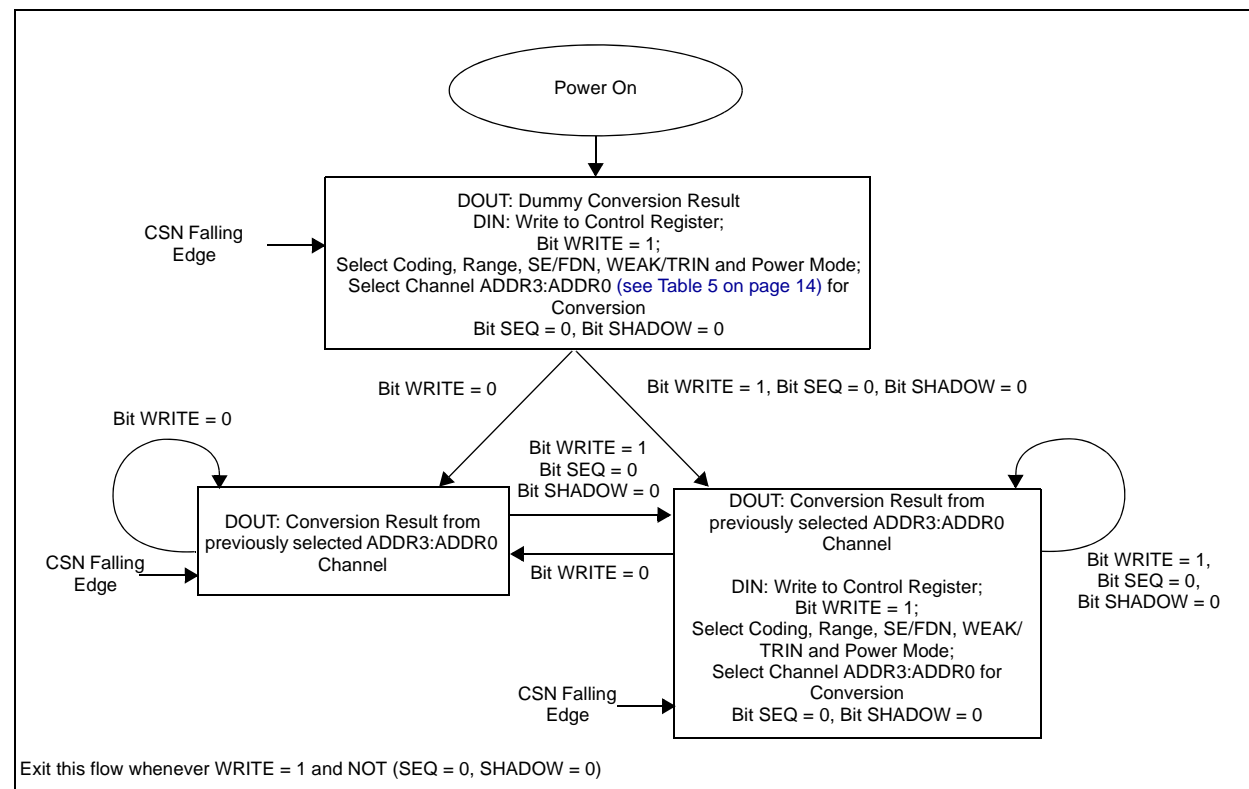 Power On
CSN Falling
Edge
DOUT: Dummy Conversion Result
DIN: Write to Control Register;
Bit WRITE = 1;
Select Coding, Range, SE/FDN, WEAK/TRIN and Power Mode;
Select Channel ADDR3:ADDR0 (see Table 5 on page 14) for
Conversion
Bit SEQ = 0, Bit SHADOW = 0
Bit WRITE = 0
Bit WRITE = 1, Bit SEQ = 0, Bit SHADOW = 0
Bit WRITE = 0
Bit WRITE = 1
Bit SEQ = 0
Bit SHADOW = 0
DOUT: Conversion Result from
previously selected ADDR3:ADDR0
Channel
CSN Falling
Edge
Bit WRITE = 0
DOUT: Conversion Result from
previously selected ADDR3:ADDR0
Channel
DIN: Write to Control Register;
Bit WRITE = 1;
Select Coding, Range, SE/FDN, WEAK/
TRIN and Power Mode;
Select Channel ADDR3:ADDR0 for
Conversion
Bit SEQ = 0, Bit SHADOW = 0
Bit WRITE = 1,
Bit SEQ = 0,
Bit SHADOW = 0
CSN Falling
Edge
Exit this flow whenever WRITE = 1 and NOT (SEQ = 0, SHADOW = 0)